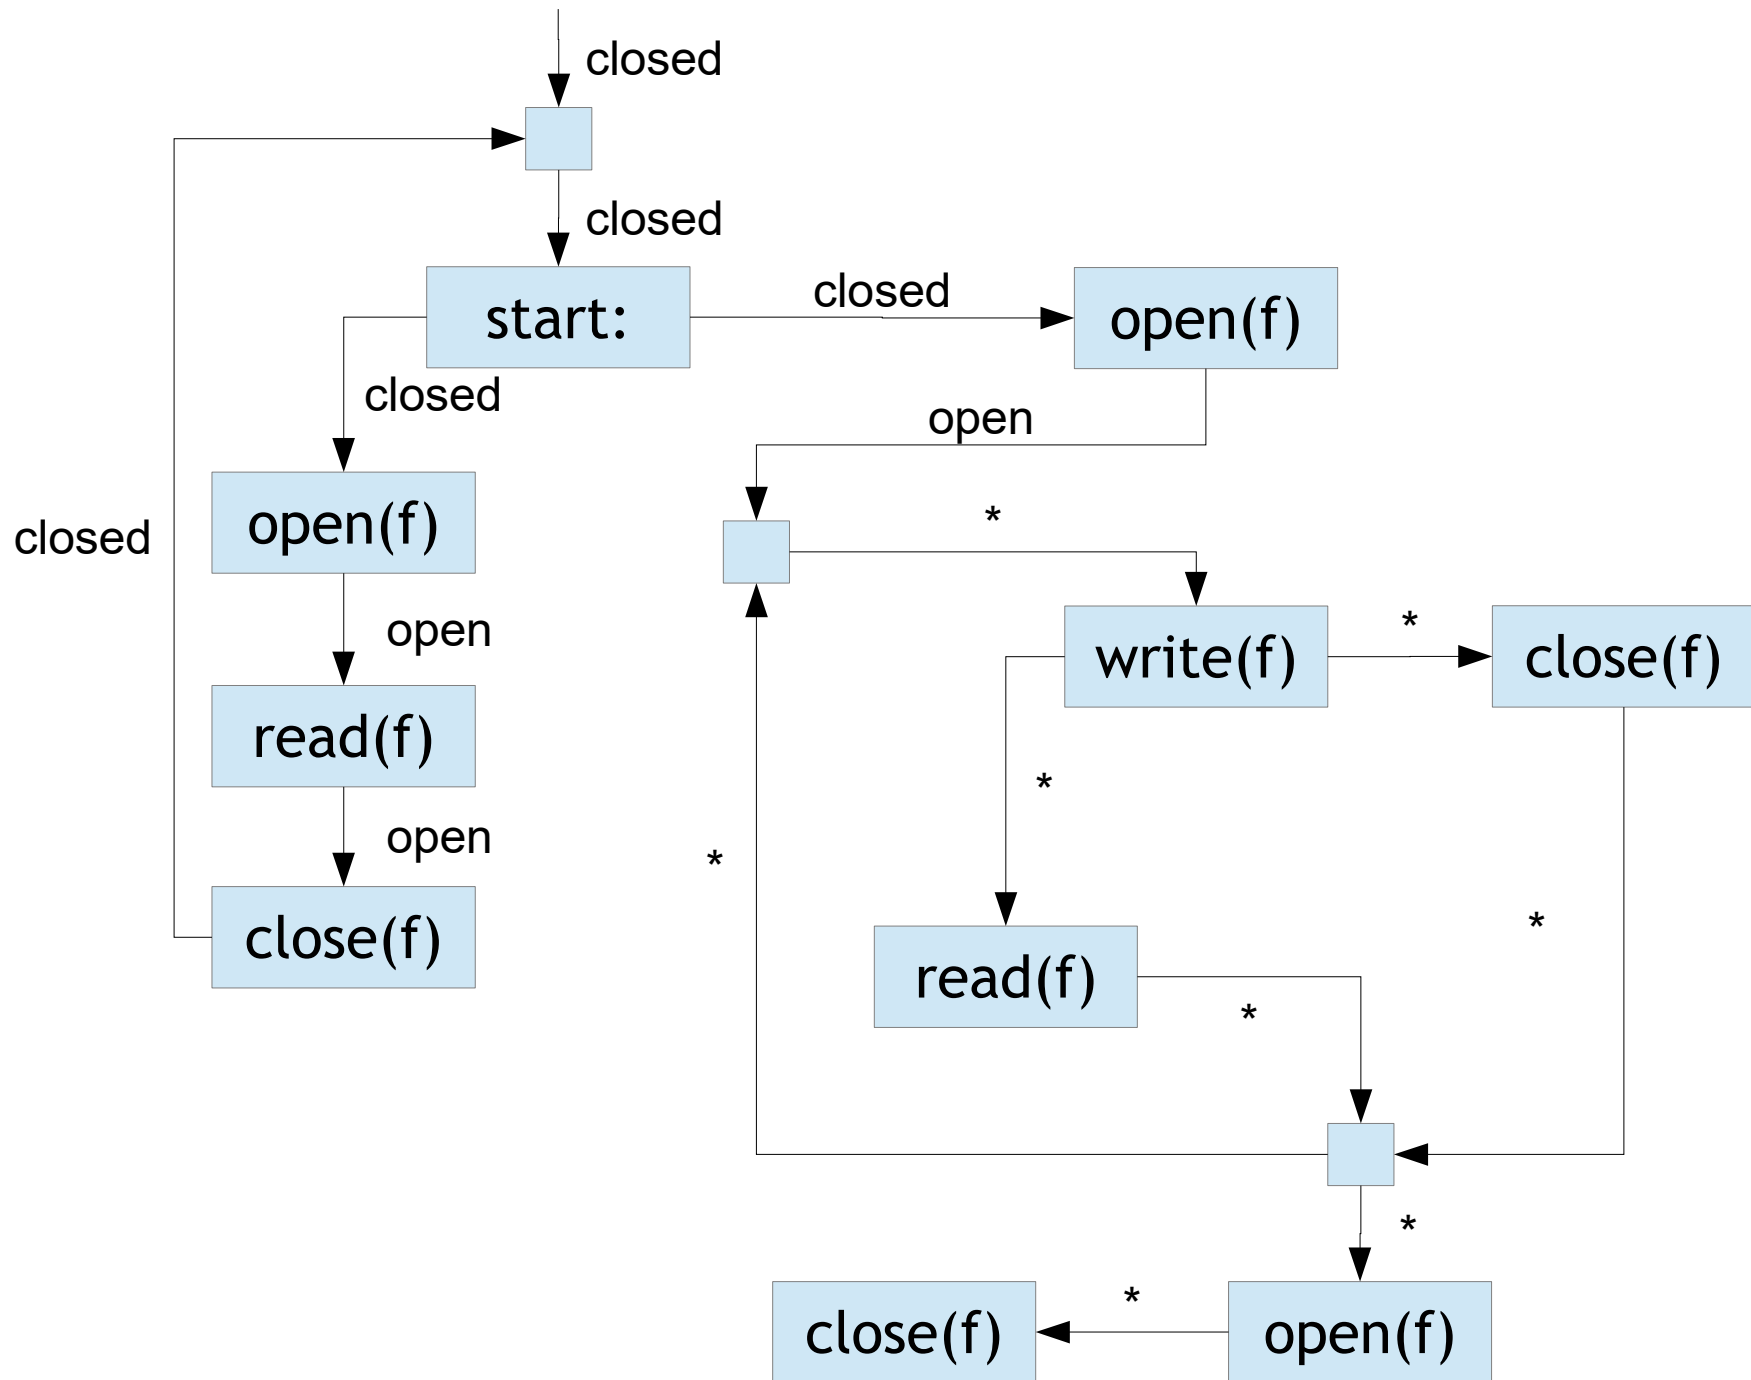 closed
closed
start:
closed
open(f)
closed
open
open(f)
*
closed
*
write(f)
close(f)
open
read(f)
*
open
*
*
close(f)
read(f)
*
*
*
close(f)
open(f)